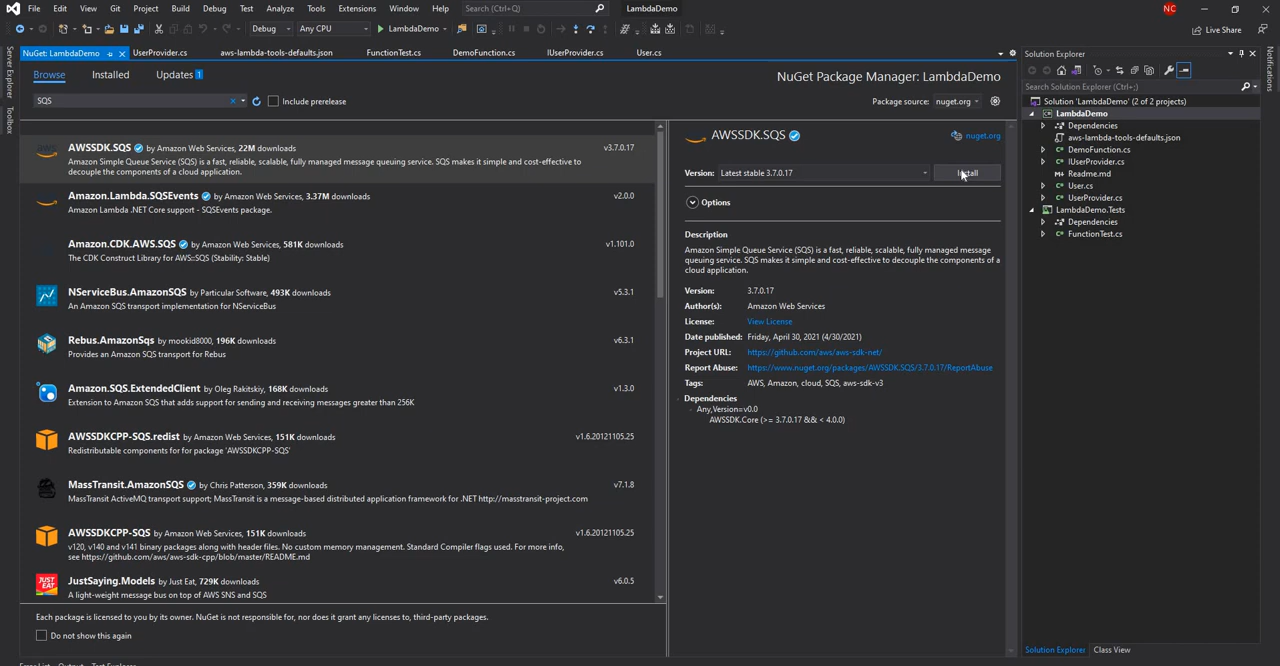 File Edit View Git Project Build Debug Test Analyze Tools Extensions Window Help Search (Ctrl+Q) LambdaDemo NC
Debug Any CPU LambdaDemo Live Share
NuGet: LambdaDemo UserProvider.cs aws-lambda-tools-defaults.json FunctionTest.cs DemoFunction.cs IUserProvider.cs User.cs
Server Explorer
Toolbox
Browse Installed Updates 1
NuGet Package Manager: LambdaDemo
SQS Include prerelease
Package source: nuget.org
AWSSDK.SQS by Amazon Web Services, 22M downloads v3.7.0.17
Amazon Simple Queue Service (SQS) is a fast, reliable, scalable, fully managed message queuing service. SQS makes it simple and cost-effective to
decouple the components of a cloud application.
Amazon.Lambda.SQSEvents by Amazon Web Services, 3.37M downloads v2.0.0
Amazon Lambda .NET Core support - SQSEvents package.
Amazon.CDK.AWS.SQS by Amazon Web Services, 581K downloads v1.101.0
The CDK Construct Library for AWS::SQS (Stability: Stable)
NServiceBus.AmazonSQS by Particular Software, 493K downloads v5.3.1
An Amazon SQS transport implementation for NServiceBus
Rebus.AmazonSqs by mookid8000, 196K downloads v6.3.1
Provides an Amazon SQS transport for Rebus
Amazon.SQS.ExtendedClient by Oleg Rakitskiy, 168K downloads v1.3.0
Extension to Amazon SQS that adds support for sending and receiving messages greater than 256K
AWSSDKCPP-SQS.redist by Amazon Web Services, 151K downloads v1.6.20121105.25
Redistributable components for for package 'AWSSDKCPP-SQS'
MassTransit.AmazonSQS by Chris Patterson, 359K downloads v7.1.8
MassTransit ActiveMQ transport support; MassTransit is a message-based distributed application framework for .NET http://masstransit-project.com
AWSSDKCPP-SQS by Amazon Web Services, 151K downloads v1.6.20121105.25
v120, v140 and v141 binary packages along with header files. No custom memory management. Standard Compiler flags used. For more info,
see https://github.com/aws/aws-sdk-cpp/blob/master/README.md
JUST EAT
JustSaying.Models by Just Eat, 729K downloads v6.0.5
A light-weight message bus on top of AWS SNS and SQS
Each package is licensed to you by its owner. NuGet is not responsible for, nor does it grant any licenses to, third-party packages.
Do not show this again
AWSSDK.SQS nuget.org
Version: Latest stable 3.7.0.17 Install
Options
Description
Amazon Simple Queue Service (SQS) is a fast, reliable, scalable, fully managed message
queuing service. SQS makes it simple and cost-effective to decouple the components of a
cloud application.
Version: 3.7.0.17
Author(s): Amazon Web Services
License: View License
Date published: Friday, April 30, 2021 (4/30/2021)
Project URL: https://github.com/aws/aws-sdk-net/
Report Abuse: https://www.nuget.org/packages/AWSSDK.SQS/3.7.0.17/ReportAbuse
Tags: AWS, Amazon, cloud, SQS, aws-sdk-v3
Dependencies
Any,Version=v0.0
AWSSDK.Core (>= 3.7.0.17 && < 4.0.0)
Solution Explorer
Search Solution Explorer (Ctrl+;)
Solution 'LambdaDemo' (2 of 2 projects)
LambdaDemo
Dependencies
aws-lambda-tools-defaults.json
DemoFunction.cs
IUserProvider.cs
Readme.md
User.cs
UserProvider.cs
LambdaDemo.Tests
Dependencies
FunctionTest.cs
Solution Explorer Class View
Notifications
Error List Output Test Explorer